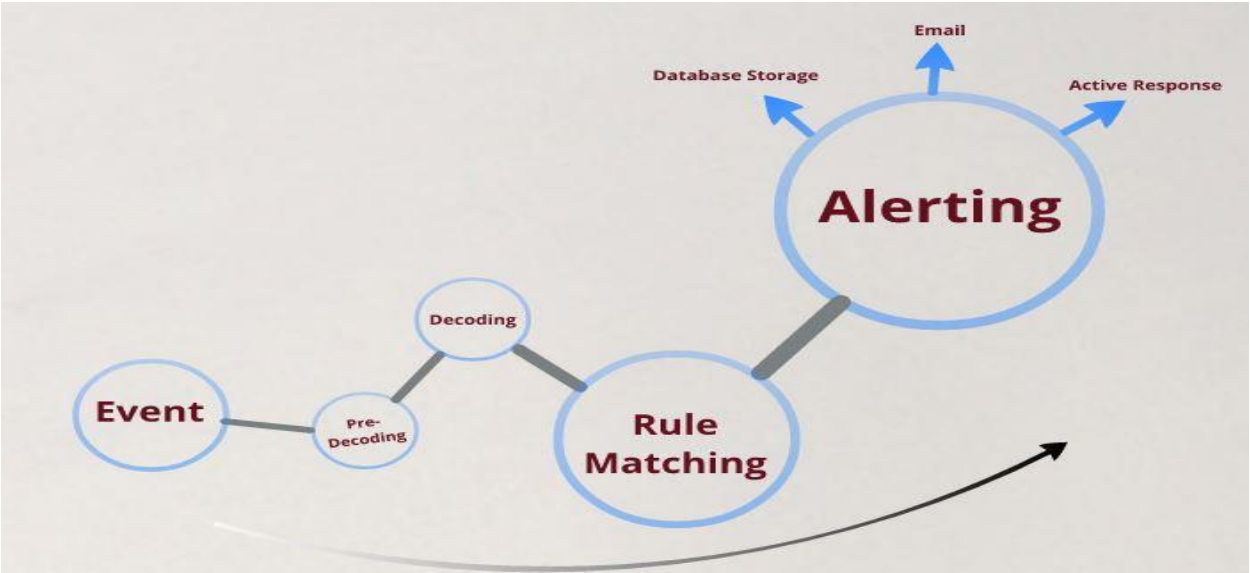 Email
Database Storage
Active Response
Alerting
Decoding
Event
Pre-
Decoding
Rule
Matching